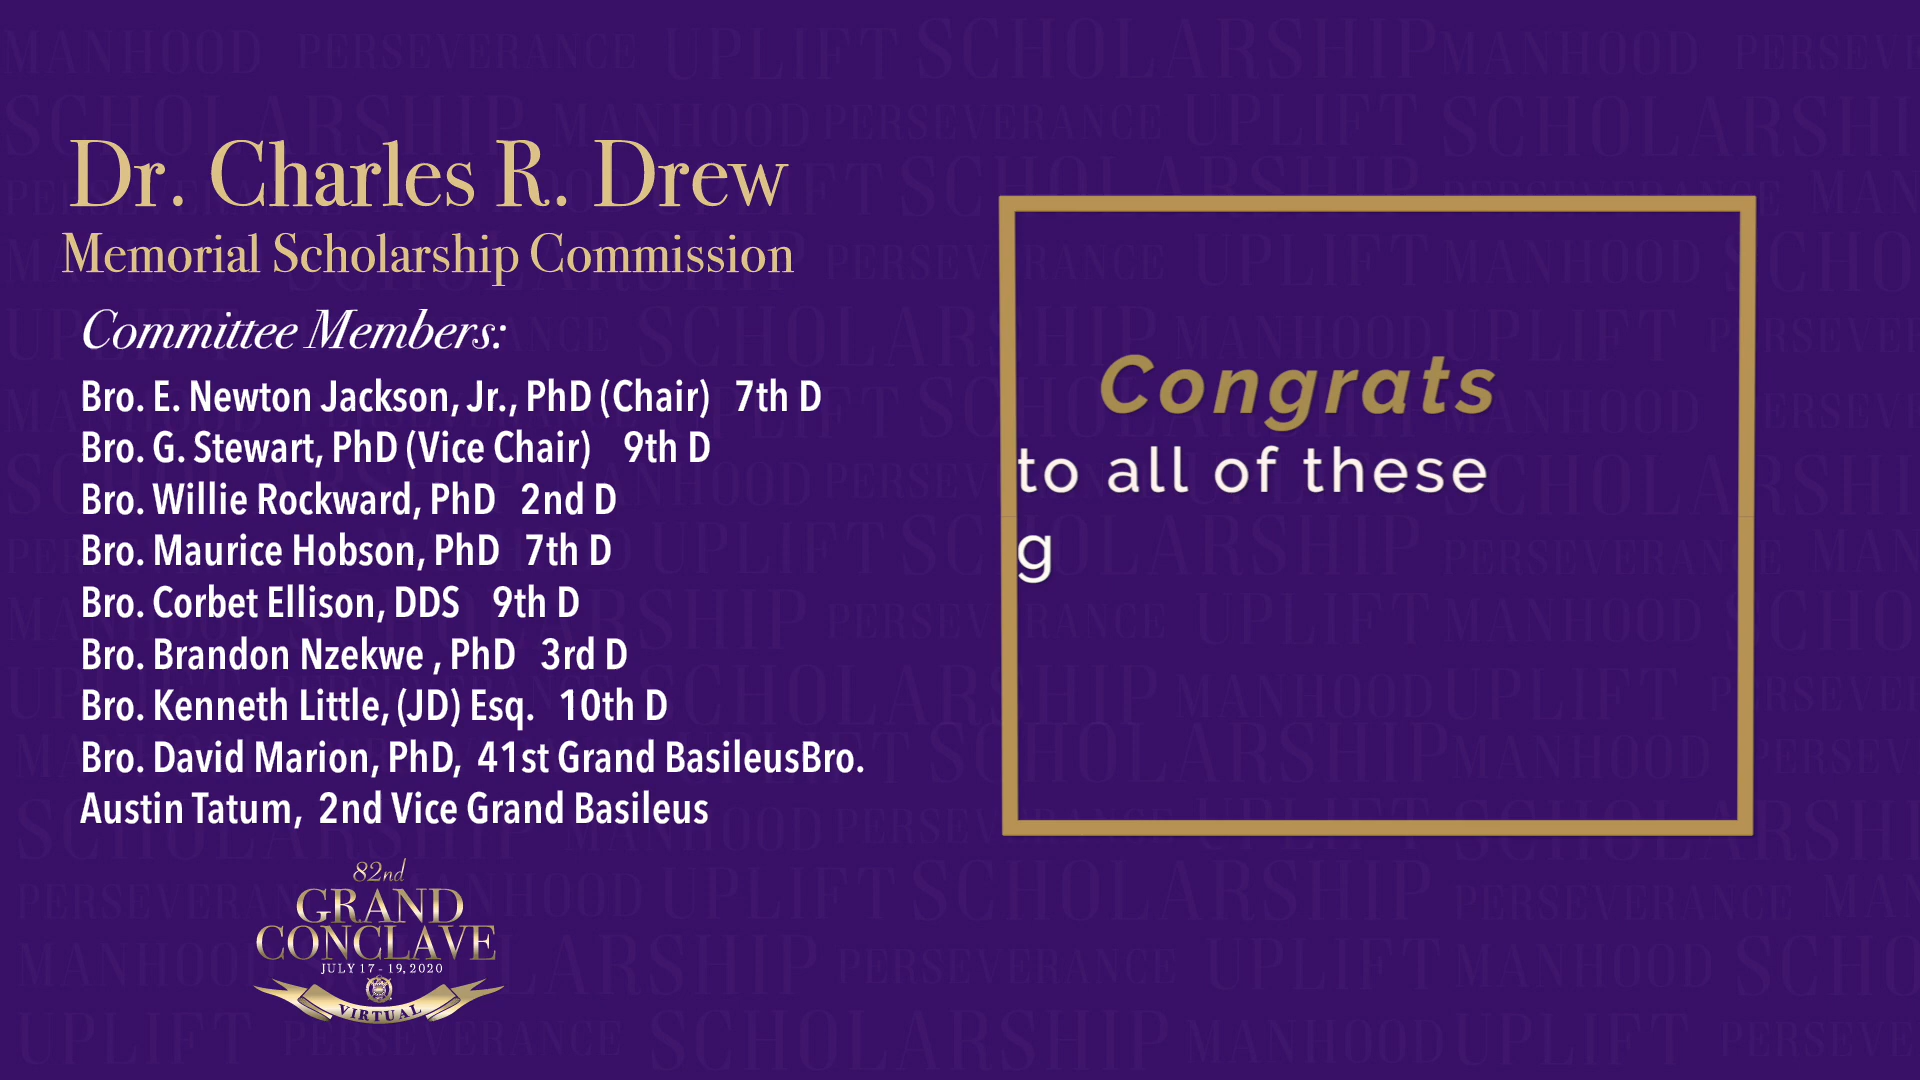 Dr. Charles R. Drew
Memorial Scholarship Commission
Committee Members:
Bro. E. Newton Jackson, Jr., PhD (Chair) 7th D
Bro. G. Stewart, PhD (Vice Chair) 9th D
Bro. Willie Rockward, PhD 2nd D
Bro. Maurice Hobson, PhD 7th D
Bro. Corbet Ellison, DDS 9th D
Bro. Brandon Nzekwe , PhD 3rd D
Bro. Kenneth Little, (JD) Esq. 10th D
Bro. David Marion, PhD, 41st Grand BasileusBro.
Austin Tatum, 2nd Vice Grand Basileus
82nd
GRAND
CONCLAVE
JULY 17 - 19, 2020
VIRTUAL
Congrats
to all of these
g